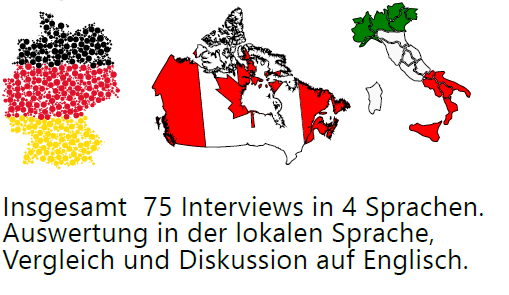 Insgesamt  75 Interviews in 4 Sprachen.
Auswertung in der lokalen Sprache,
Vergleich und Diskussion auf Englisch.